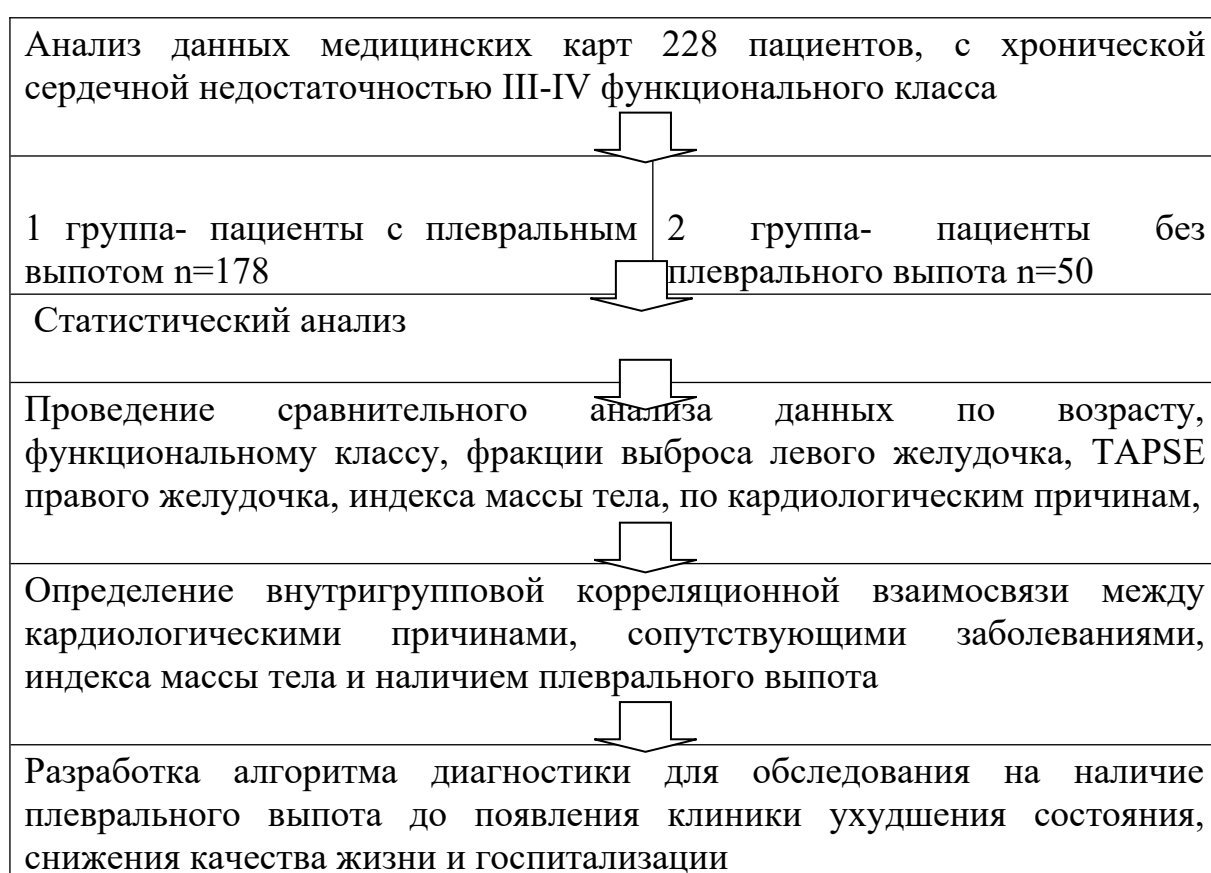 Анализ данных медицинских карт 228 пациентов, с хронической
сердечной недостаточностью III-IV функционального класса
1 группа- пациенты с плевральным
выпотом n=178
2 группа- пациенты без
плеврального выпота n=50
Статистический анализ
Проведение сравнительного анализа данных по возрасту,
функциональному классу, фракции выброса левого желудочка, TAPSE
правого желудочка, индекса массы тела, по кардиологическим причинам,
Определение внутригрупповой корреляционной взаимосвязи между
кардиологическими причинами, сопутствующими заболеваниями,
индекса массы тела и наличием плеврального выпота
Разработка алгоритма диагностики для обследования на наличие
плеврального выпота до появления клиники ухудшения состояния,
снижения качества жизни и госпитализации